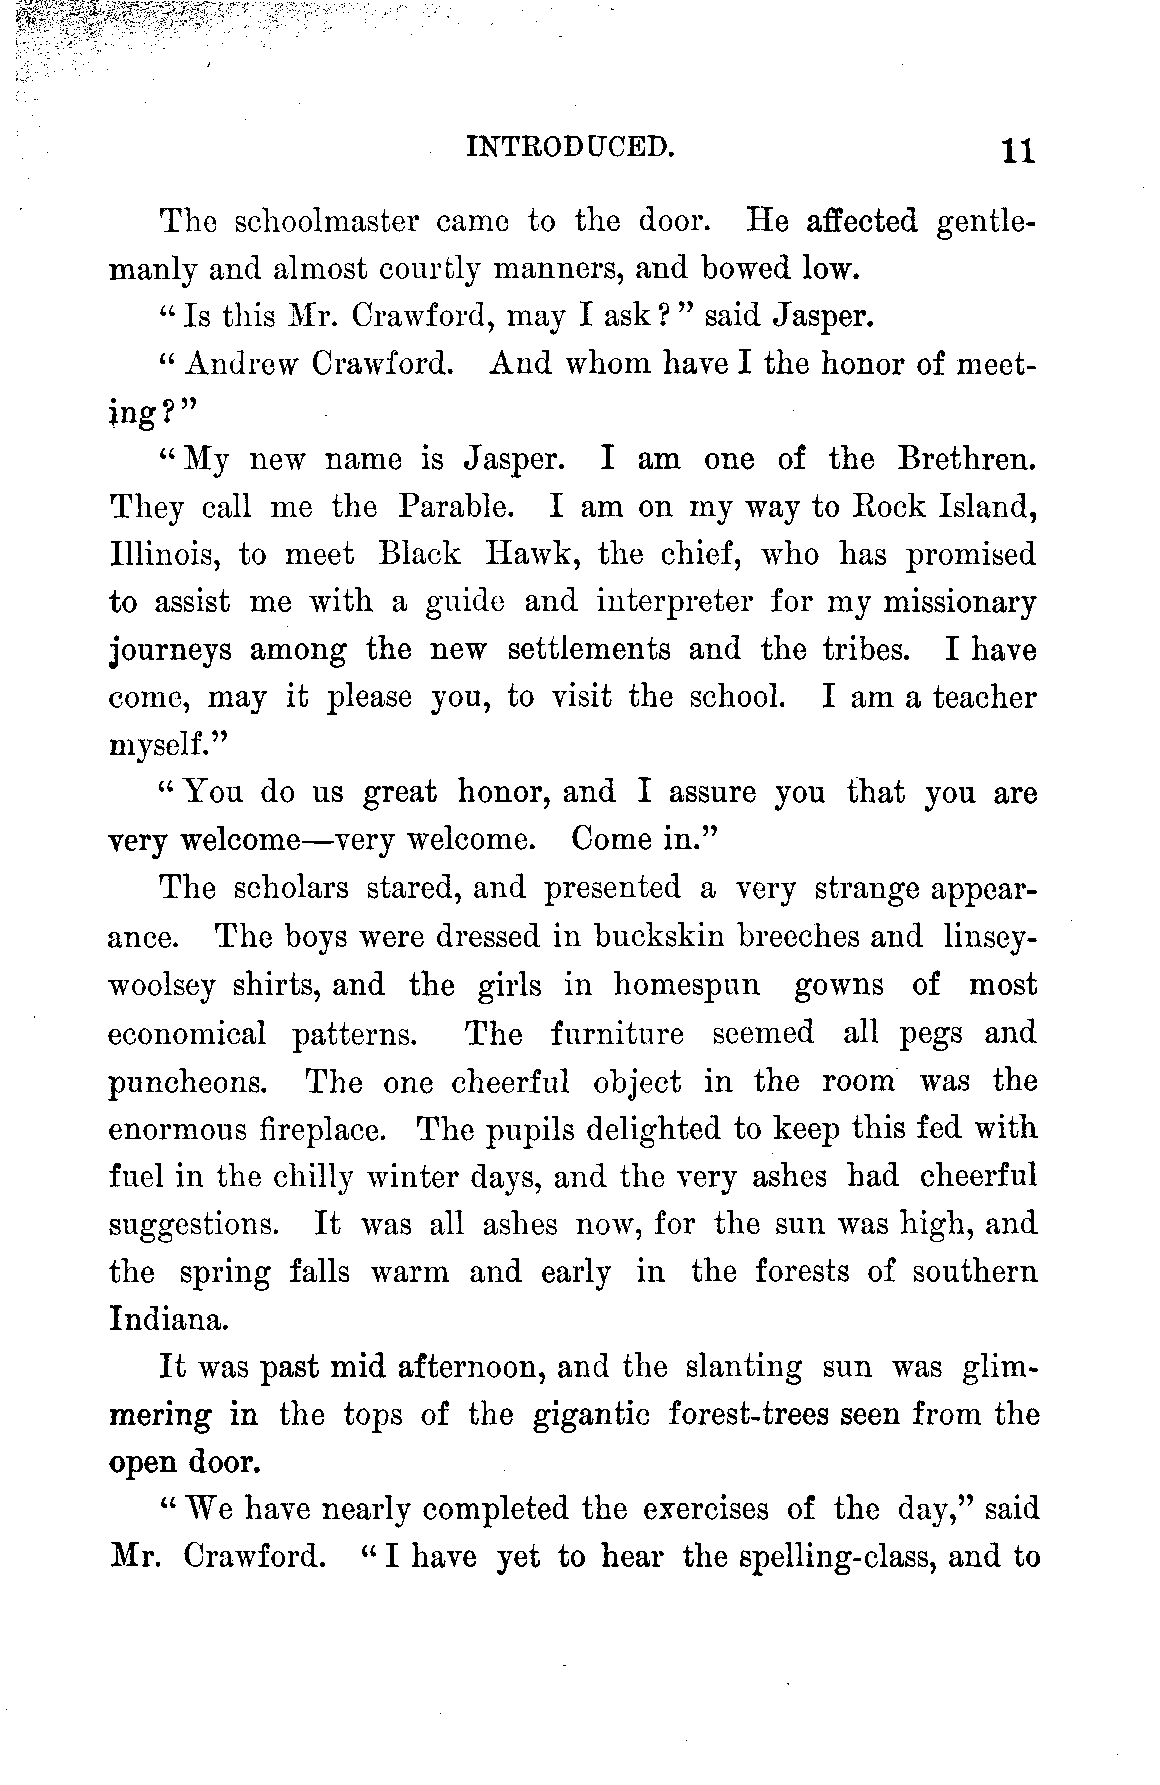 INTRODUCED. 11
The schoolmaster came to the door. He affected gentle-
manly and almost courtly manners, and bowed low.
“ Is this Mr. Crawford, may I ask ? ” said Jasper.
“ Andrew Crawford. And whom have I the honor of meet-
ing ? ”
“ My new name is Jasper. I am one of the Brethren.
They call me the Parable. I am on my way to Rock Island,
Illinois, to meet Black Hawk, the chief, who has promised
to assist me with a guide and interpreter for my missionary
journeys among the new settlements and the tribes. I have
come, may it please you, to visit the school. I am a teacher
myself.”
“ You do us great honor, and I assure you that you are
very welcome—very welcome. Come in.”
The scholars stared, and presented a very strange appear-
ance. The boys were dressed in buckskin breeches and linsey-
woolsey shirts, and the girls in homespun gowns of most
economical patterns. The furniture seemed all pegs and
puncheons. The one cheerful object in the room was the
enormous fireplace. The pupils delighted to keep this fed with
fuel in the chilly winter days, and the very ashes had cheerful
suggestions. It was all ashes now, for the sun was high, and
the spring falls warm and early in the forests of southern
Indiana.
It was past mid afternoon, and the slanting sun was glim-
mering in the tops of the gigantic forest-trees seen from the
open door.
“ We have nearly completed the exercises of the day,” said
Mr. Crawford. “ I have yet to hear the spelling-class, and to